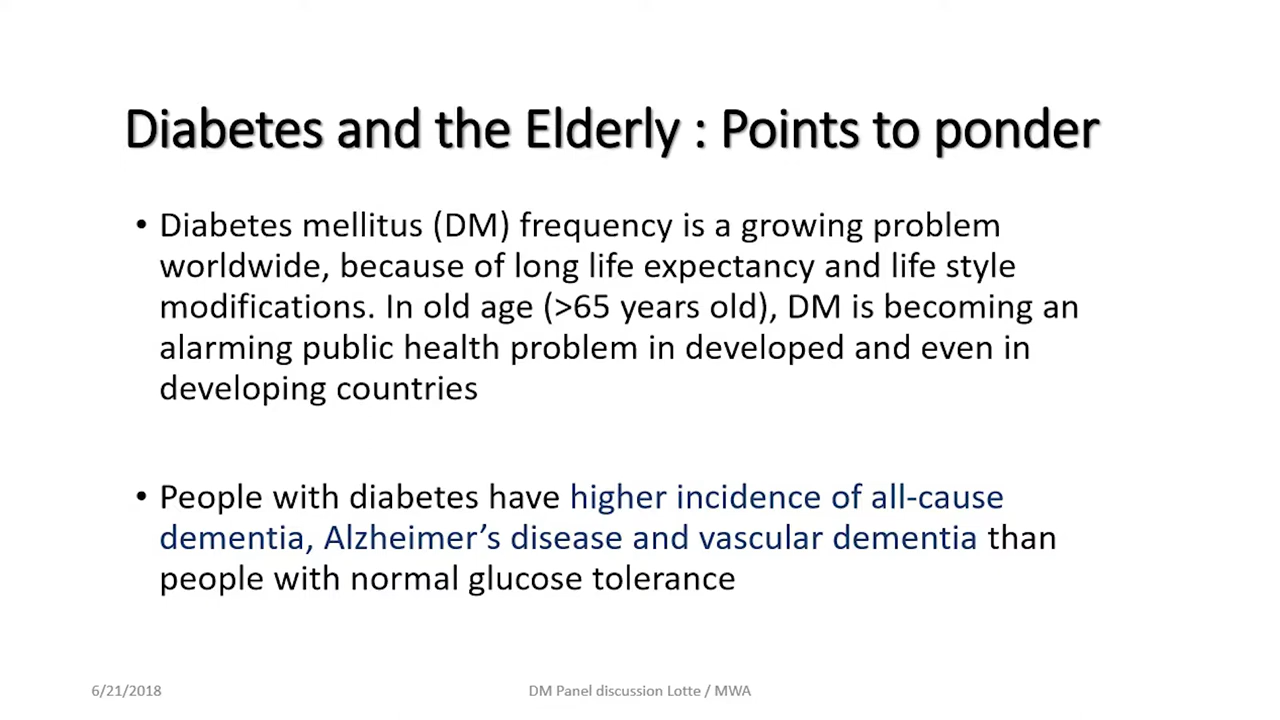 Diabetes and the Elderly : Points to ponder
• Diabetes mellitus (DM) frequency is a growing problem
worldwide, because of long life expectancy and life style
modifications. In old age (>65 years old), DM is becoming an
alarming public health problem in developed and even in
developing countries
• People with diabetes have higher incidence of all-cause
dementia, Alzheimer’s disease and vascular dementia than
people with normal glucose tolerance
6/21/2018
DM Panel discussion Lotte / MWA